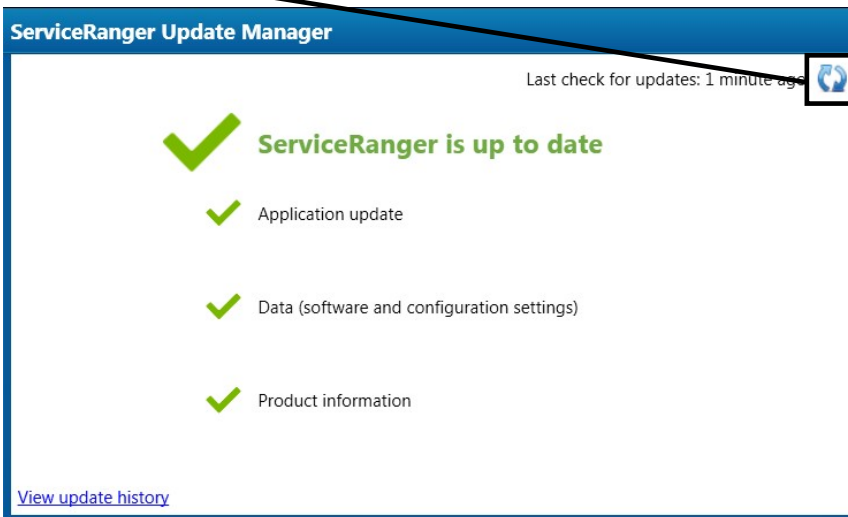 ServiceRanger Update Manager
Last check for updates: 1 minute ago
ServiceRanger is up to date
Application update
Data (software and configuration settings)
Product information
View update history